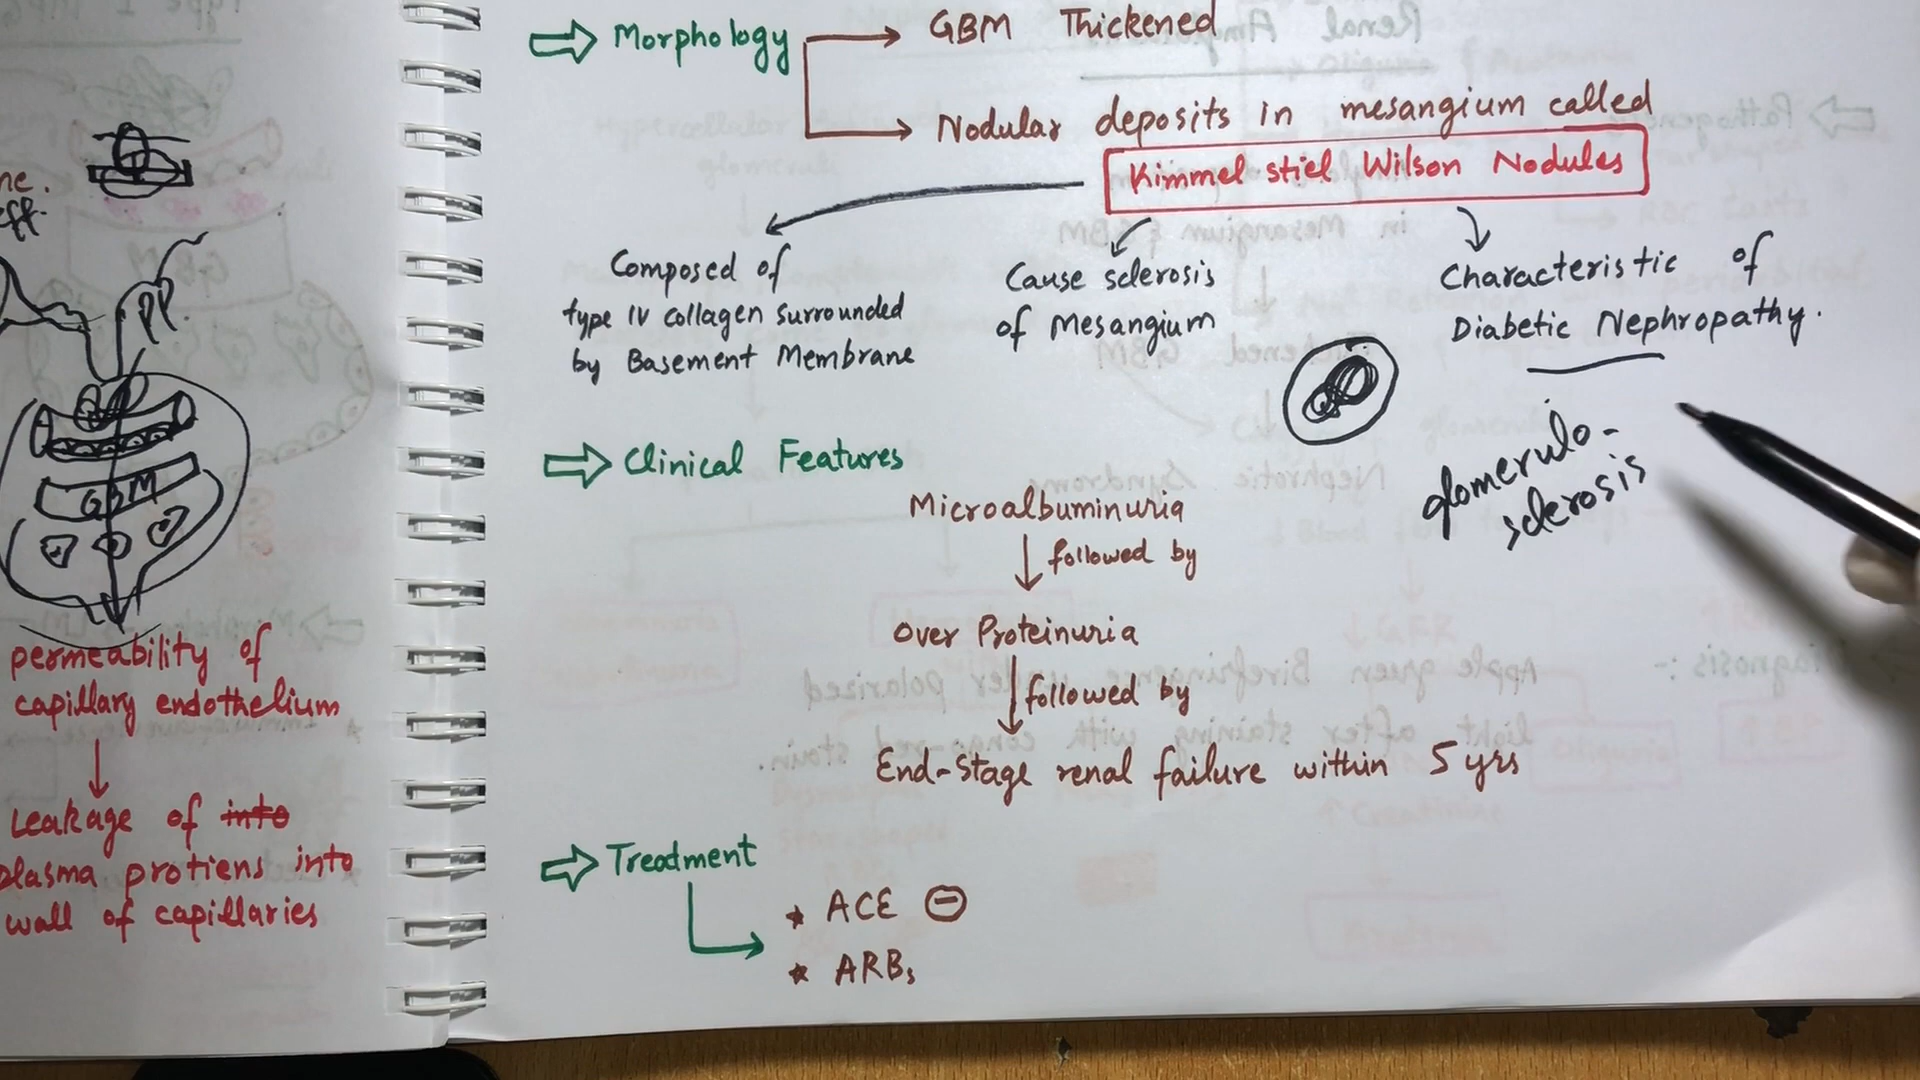 ne.
eff.
PP.
GBM
permeability of
capillary endothelium
Leakage of into
plasma protiens into
wall of capillaries
Morphology
GBM Thickened
Nodular deposits in mesangium called
Kimmel stiel Wilson Nodules
Composed of
type IV collagen surrounded
by Basement Membrane
Cause sclerosis
of Mesangium
Characteristic of
Diabetic Nephropathy.
glomerulo-
sclerosis
Clinical Features
Microalbuminuria
followed by
Over Proteinuria
followed by
End-Stage renal failure within 5 yrs
Treatment
* ACE ⊖
* ARBs